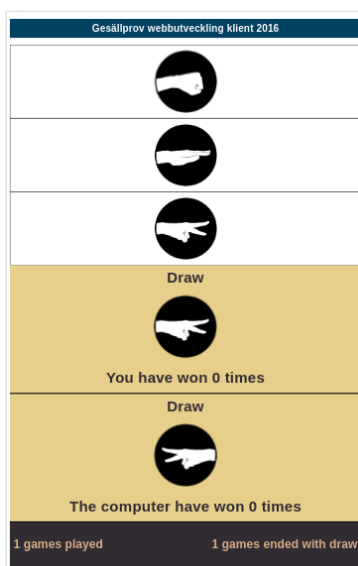 Gesällprov webbutveckling klient 2016
Draw
You have won 0 times
Draw
The computer have won 0 times
1 games played
1 games ended with draw